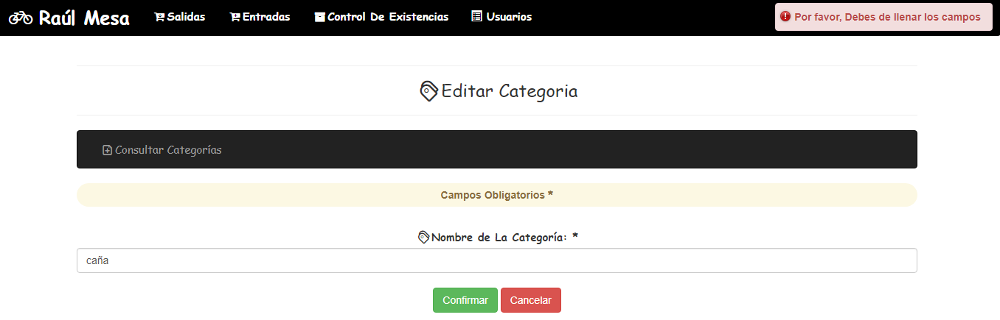 Raúl Mesa Salidas Entradas Control De Existencias Usuarios Por favor, Debes de llenar los campos
Editar Categoria
Consultar Categorías
Campos Obligatorios *
Nombre de La Categoría: *
caña
Confirmar Cancelar